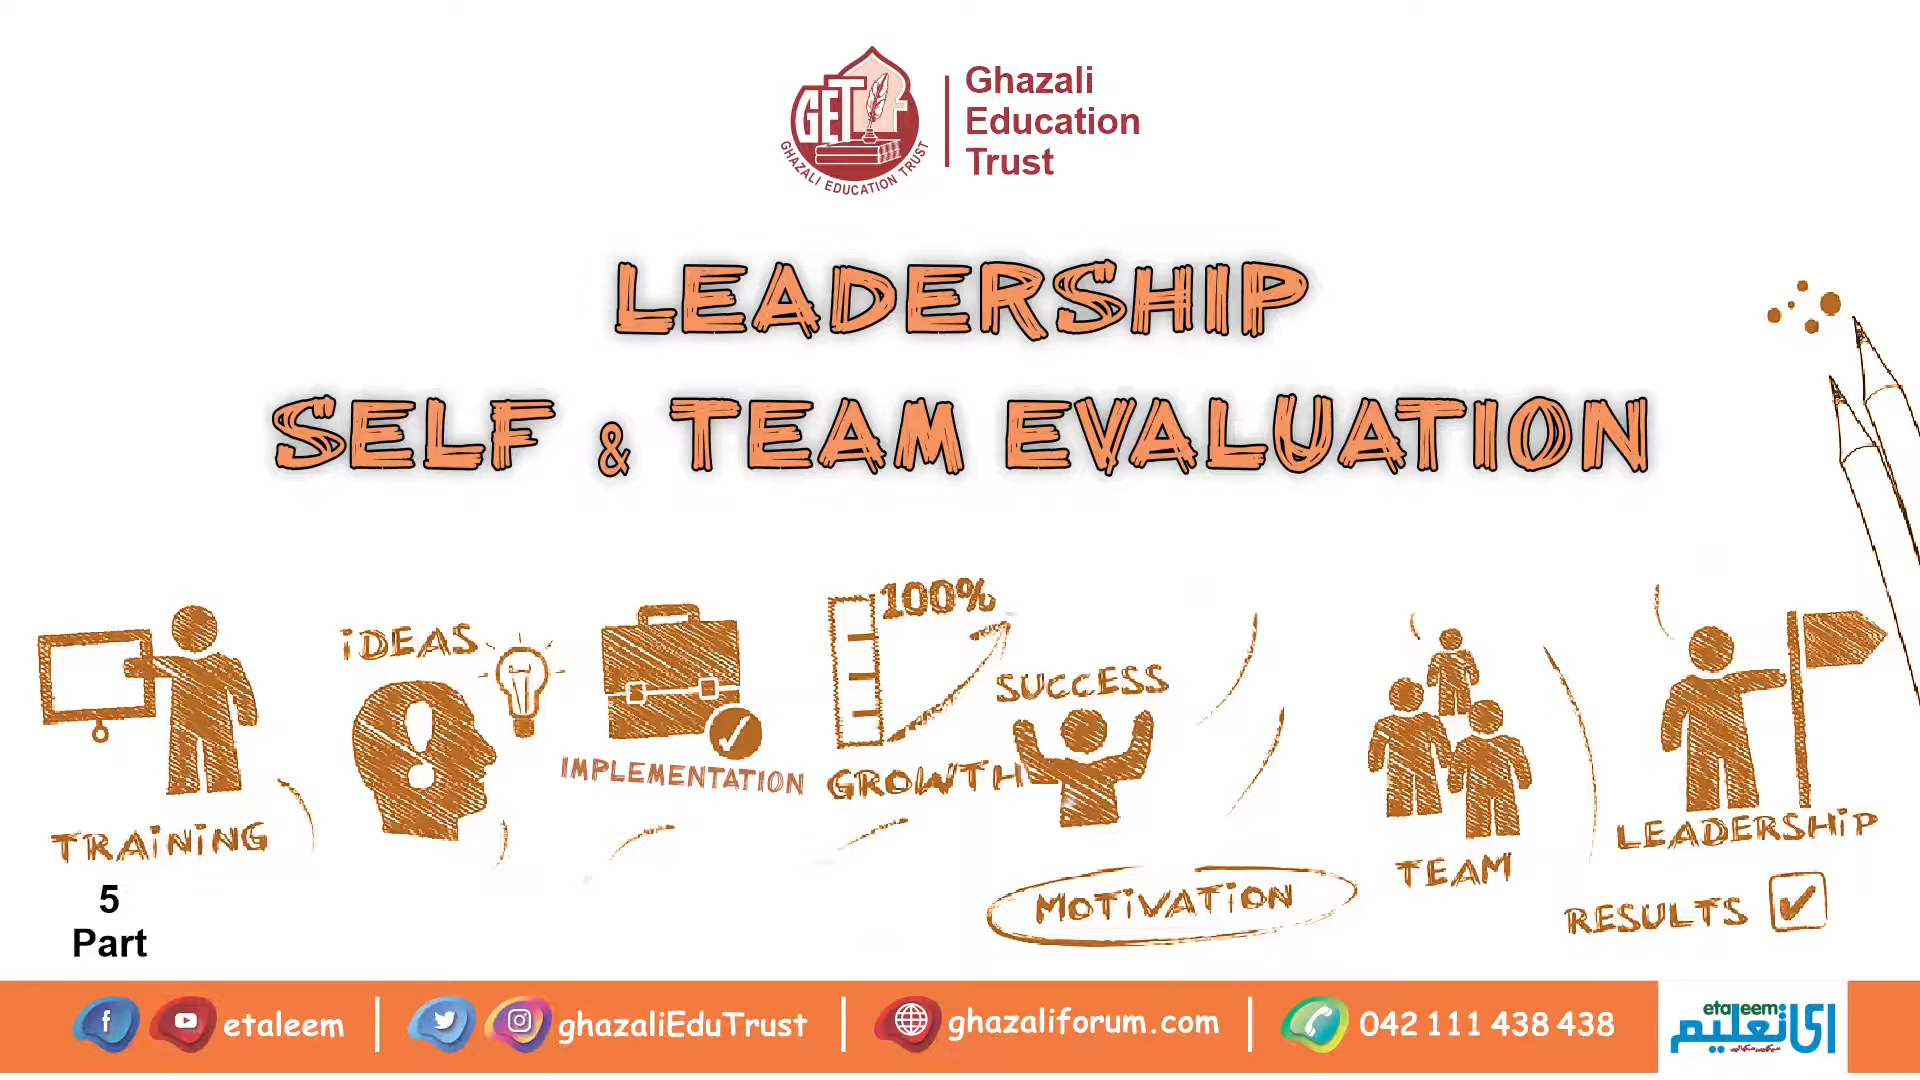 GET
GHAZALI EDUCATION TRUST
Ghazali
Education
Trust
LEADERSHIP
SELF & TEAM EVALUATION
TRAINING
IDEAS
IMPLEMENTATION
100%
GROWTH
SUCCESS
MOTIVATION
TEAM
LEADERSHIP
RESULTS
5
Part
etaleem
ghazaliEduTrust
ghazaliforum.com
042 111 438 438
etaleem
ای تعلیم